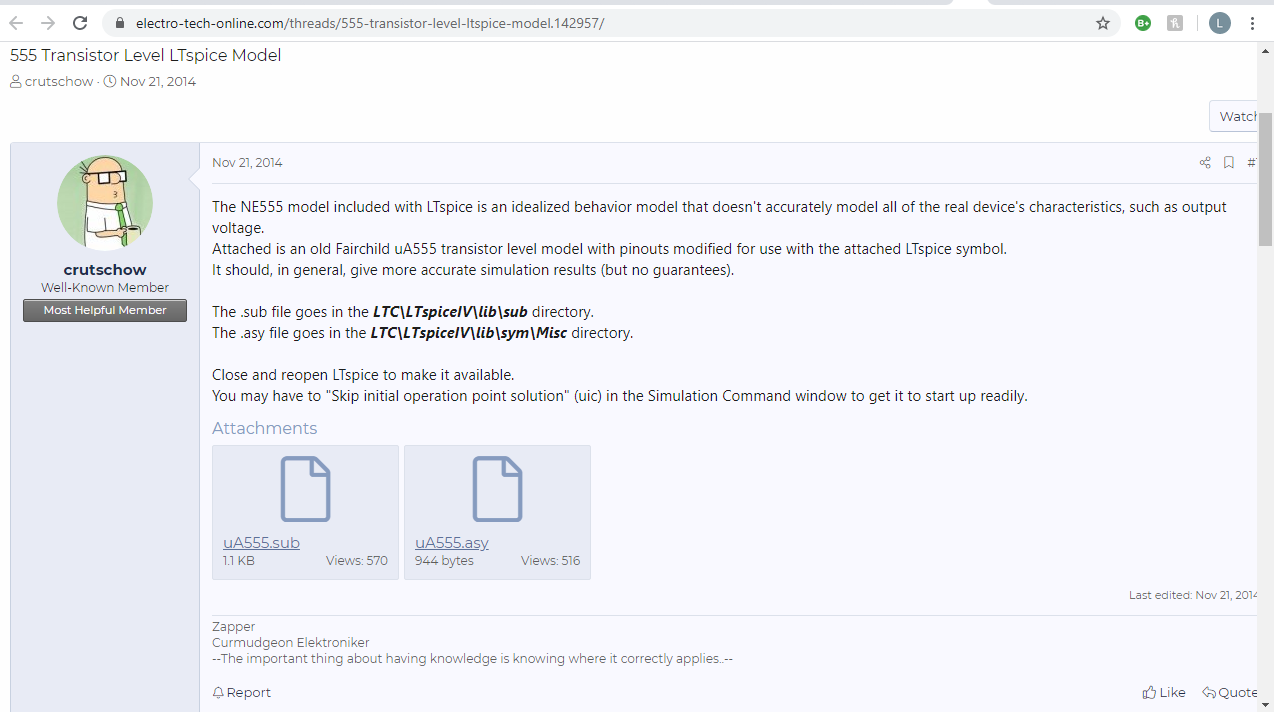 electro-tech-online.com/threads/555-transistor-level-ltspice-model.142957/
B+
L
555 Transistor Level LTspice Model
crutschow · Nov 21, 2014
Watch
Nov 21, 2014
#
crutschow
Well-Known Member
Most Helpful Member
The NE555 model included with LTspice is an idealized behavior model that doesn't accurately model all of the real device's characteristics, such as output
voltage.
Attached is an old Fairchild uA555 transistor level model with pinouts modified for use with the attached LTspice symbol.
It should, in general, give more accurate simulation results (but no guarantees).
The .sub file goes in the LTC\LTspiceIV\lib\sub directory.
The .asy file goes in the LTC\LTspiceIV\lib\sym\Misc directory.
Close and reopen LTspice to make it available.
You may have to "Skip initial operation point solution" (uic) in the Simulation Command window to get it to start up readily.
Attachments
uA555.sub
1.1 KB Views: 570
uA555.asy
944 bytes Views: 516
Last edited: Nov 21, 2014
Zapper
Curmudgeon Elektroniker
--The important thing about having knowledge is knowing where it correctly applies..--
Report
Like Quote